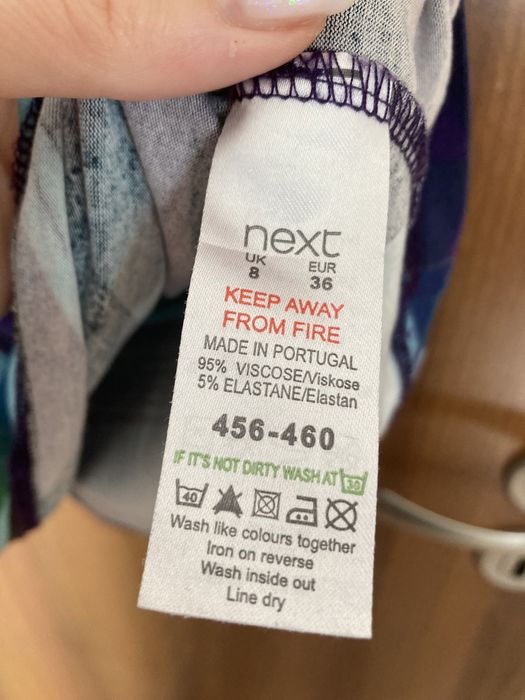 next
UK EUR
8 36
KEEP AWAY
FROM FIRE
MADE IN PORTUGAL
95% VISCOSE/Viskose
5% ELASTANE/Elastan
456-460
IF IT'S NOT DIRTY WASH AT 30
40
Wash like colours together
Iron on reverse
Wash inside out
Line dry